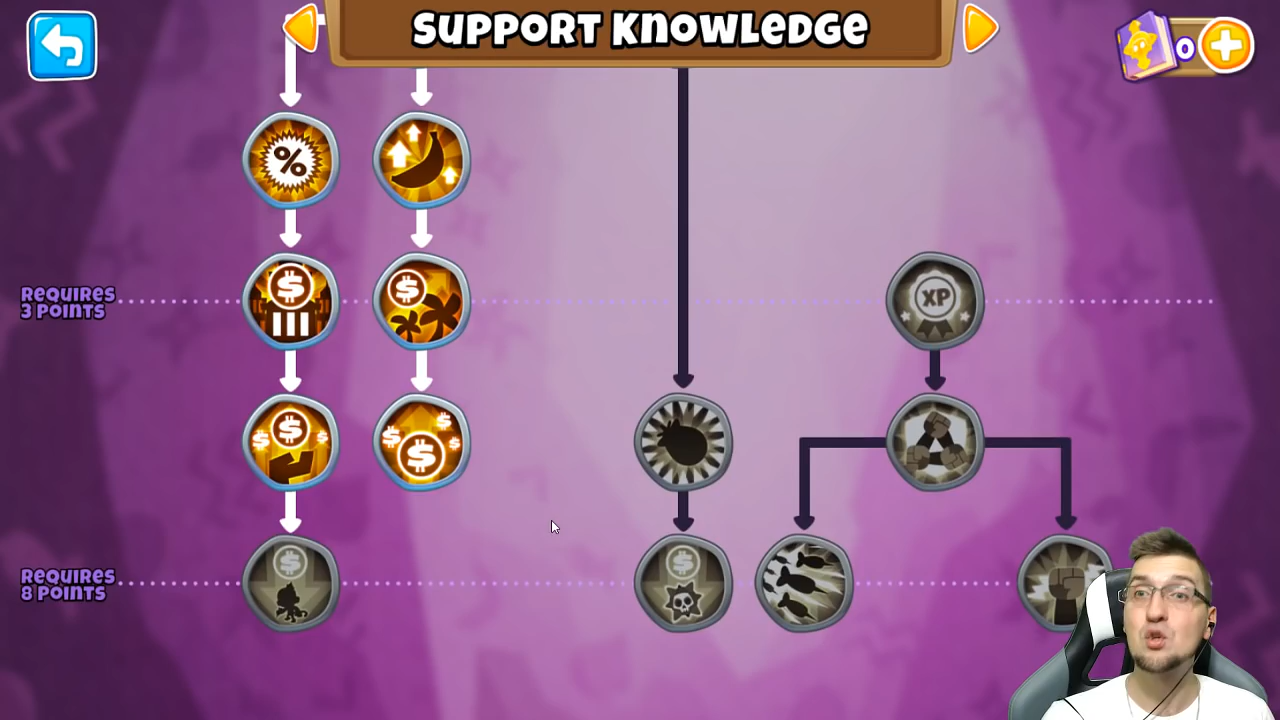 Support Knowledge
0
%
Requires
3 points
$
$
XP
$
$
$
$
$
$
$
Requires
8 points
$
$